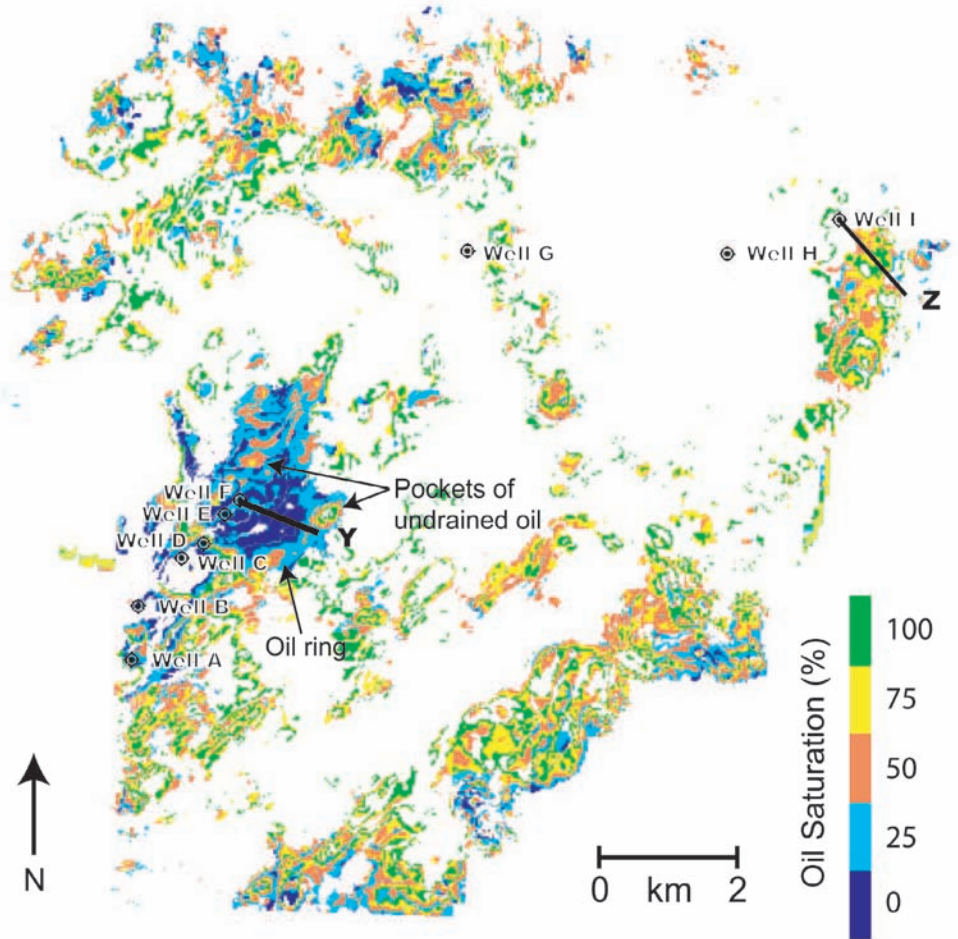 Well I
Well G
Well H
Z
Well F
Pockets of
undrained oil
Well E
Well D
Y
Well C
Well B
Oil ring
Well A
N
0 km 2
Oil Saturation (%)
100
75
50
25
0